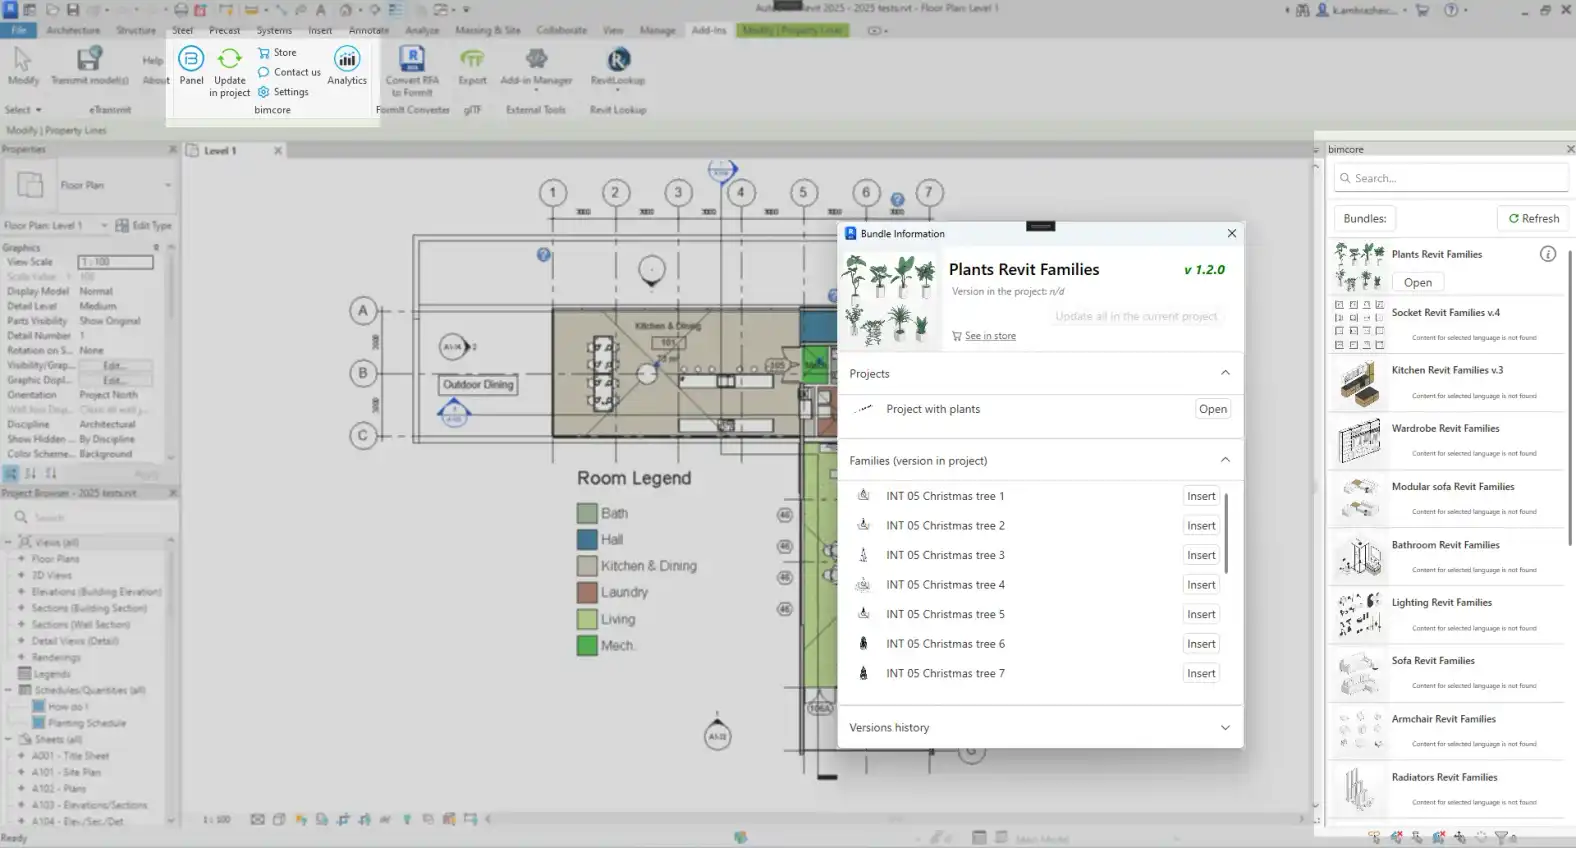 Autodesk Revit 2025 - 2025 tests.rvt - Floor Plan: Level 1
k.ambrazhei...
File Architecture Structure Steel Precast Systems Insert Annotate Analyze Massing & Site Collaborate View Manage Add-Ins Modify | Property Lines
Modify
Transmit model(s)
Help
About
Panel
Update
in project
Store
Contact us
Settings
Analytics
Convert RFA
to FormIt
Export
Add-in Manager
RevitLookup
Select
eTransmit
bimcore
FormIt Converter
glTF
External Tools
Revit Lookup
Modify | Property Lines
Properties
Floor Plan
Floor Plan: Level 1
Edit Type
Graphics
View Scale 1 : 100
Scale Value 1: 100
Display Model Normal
Detail Level Medium
Parts Visibility Show Original
Detail Number 1
Rotation on S... None
Visibility/Grap... Edit...
Graphic Displ... Edit...
Orientation Project North
Wall Join Disp... Clean all wall j...
Discipline Architectural
Show Hidden ... By Discipline
Color Scheme... Background
Apply
Project Browser - 2025 tests.rvt
Search
Views (all)
Floor Plans
3D Views
Elevations (Building Elevation)
Sections (Building Section)
Sections (Wall Section)
Detail Views (Detail)
Renderings
Legends
Schedules/Quantities (all)
How do I
Planting Schedule
Sheets (all)
A001 - Title Sheet
A101 - Site Plan
A102 - Plans
A103 - Elevations/Sections
A104 - Elev./Sec./Det.
Ready
Level 1
1 2 3 4 5 6 7
A
B
C
Kitchen & Dining
101
Outdoor Dining
105
Room Legend
Bath
Hall
Kitchen & Dining
Laundry
Living
Mech.
46
46
46
46
106A
1 : 100
Main Model
Bundle Information
Plants Revit Families
v 1.2.0
Version in the project: n/d
Update all in the current project
See in store
Projects
Project with plants Open
Families (version in project)
INT 05 Christmas tree 1 Insert
INT 05 Christmas tree 2 Insert
INT 05 Christmas tree 3 Insert
INT 05 Christmas tree 4 Insert
INT 05 Christmas tree 5 Insert
INT 05 Christmas tree 6 Insert
INT 05 Christmas tree 7 Insert
Versions history
bimcore
Search...
Bundles:
Refresh
Plants Revit Families
Open
Socket Revit Families v.4
Content for selected language is not found
Kitchen Revit Families v.3
Content for selected language is not found
Wardrobe Revit Families
Content for selected language is not found
Modular sofa Revit Families
Content for selected language is not found
Bathroom Revit Families
Content for selected language is not found
Lighting Revit Families
Content for selected language is not found
Sofa Revit Families
Content for selected language is not found
Armchair Revit Families
Content for selected language is not found
Radiators Revit Families
Content for selected language is not found